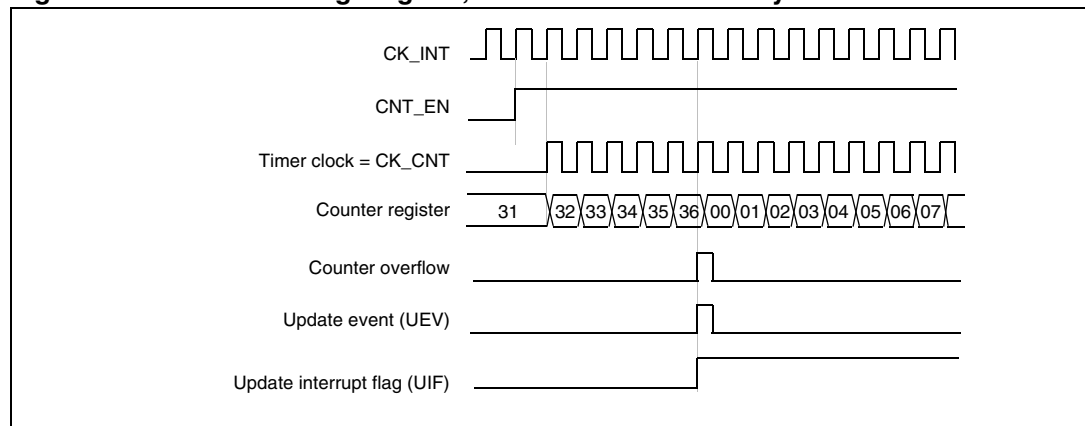 CK_INT
CNT_EN
Timer clock = CK_CNT
Counter register 31 32 33 34 35 36 00 01 02 03 04 05 06 07
Counter overflow
Update event (UEV)
Update interrupt flag (UIF)